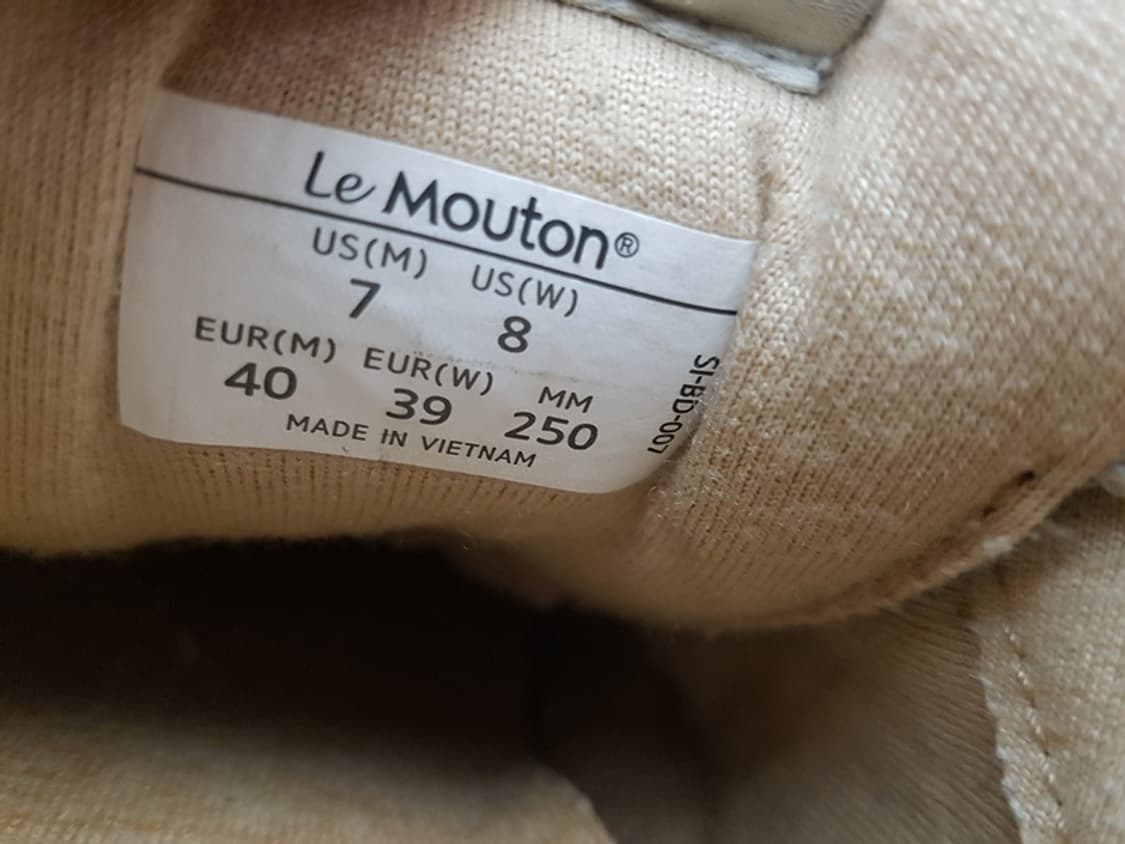 Le Mouton®
US(M) US(W)
7 8
EUR(M) EUR(W) MM
40 39 250
MADE IN VIETNAM
SI-BD-007